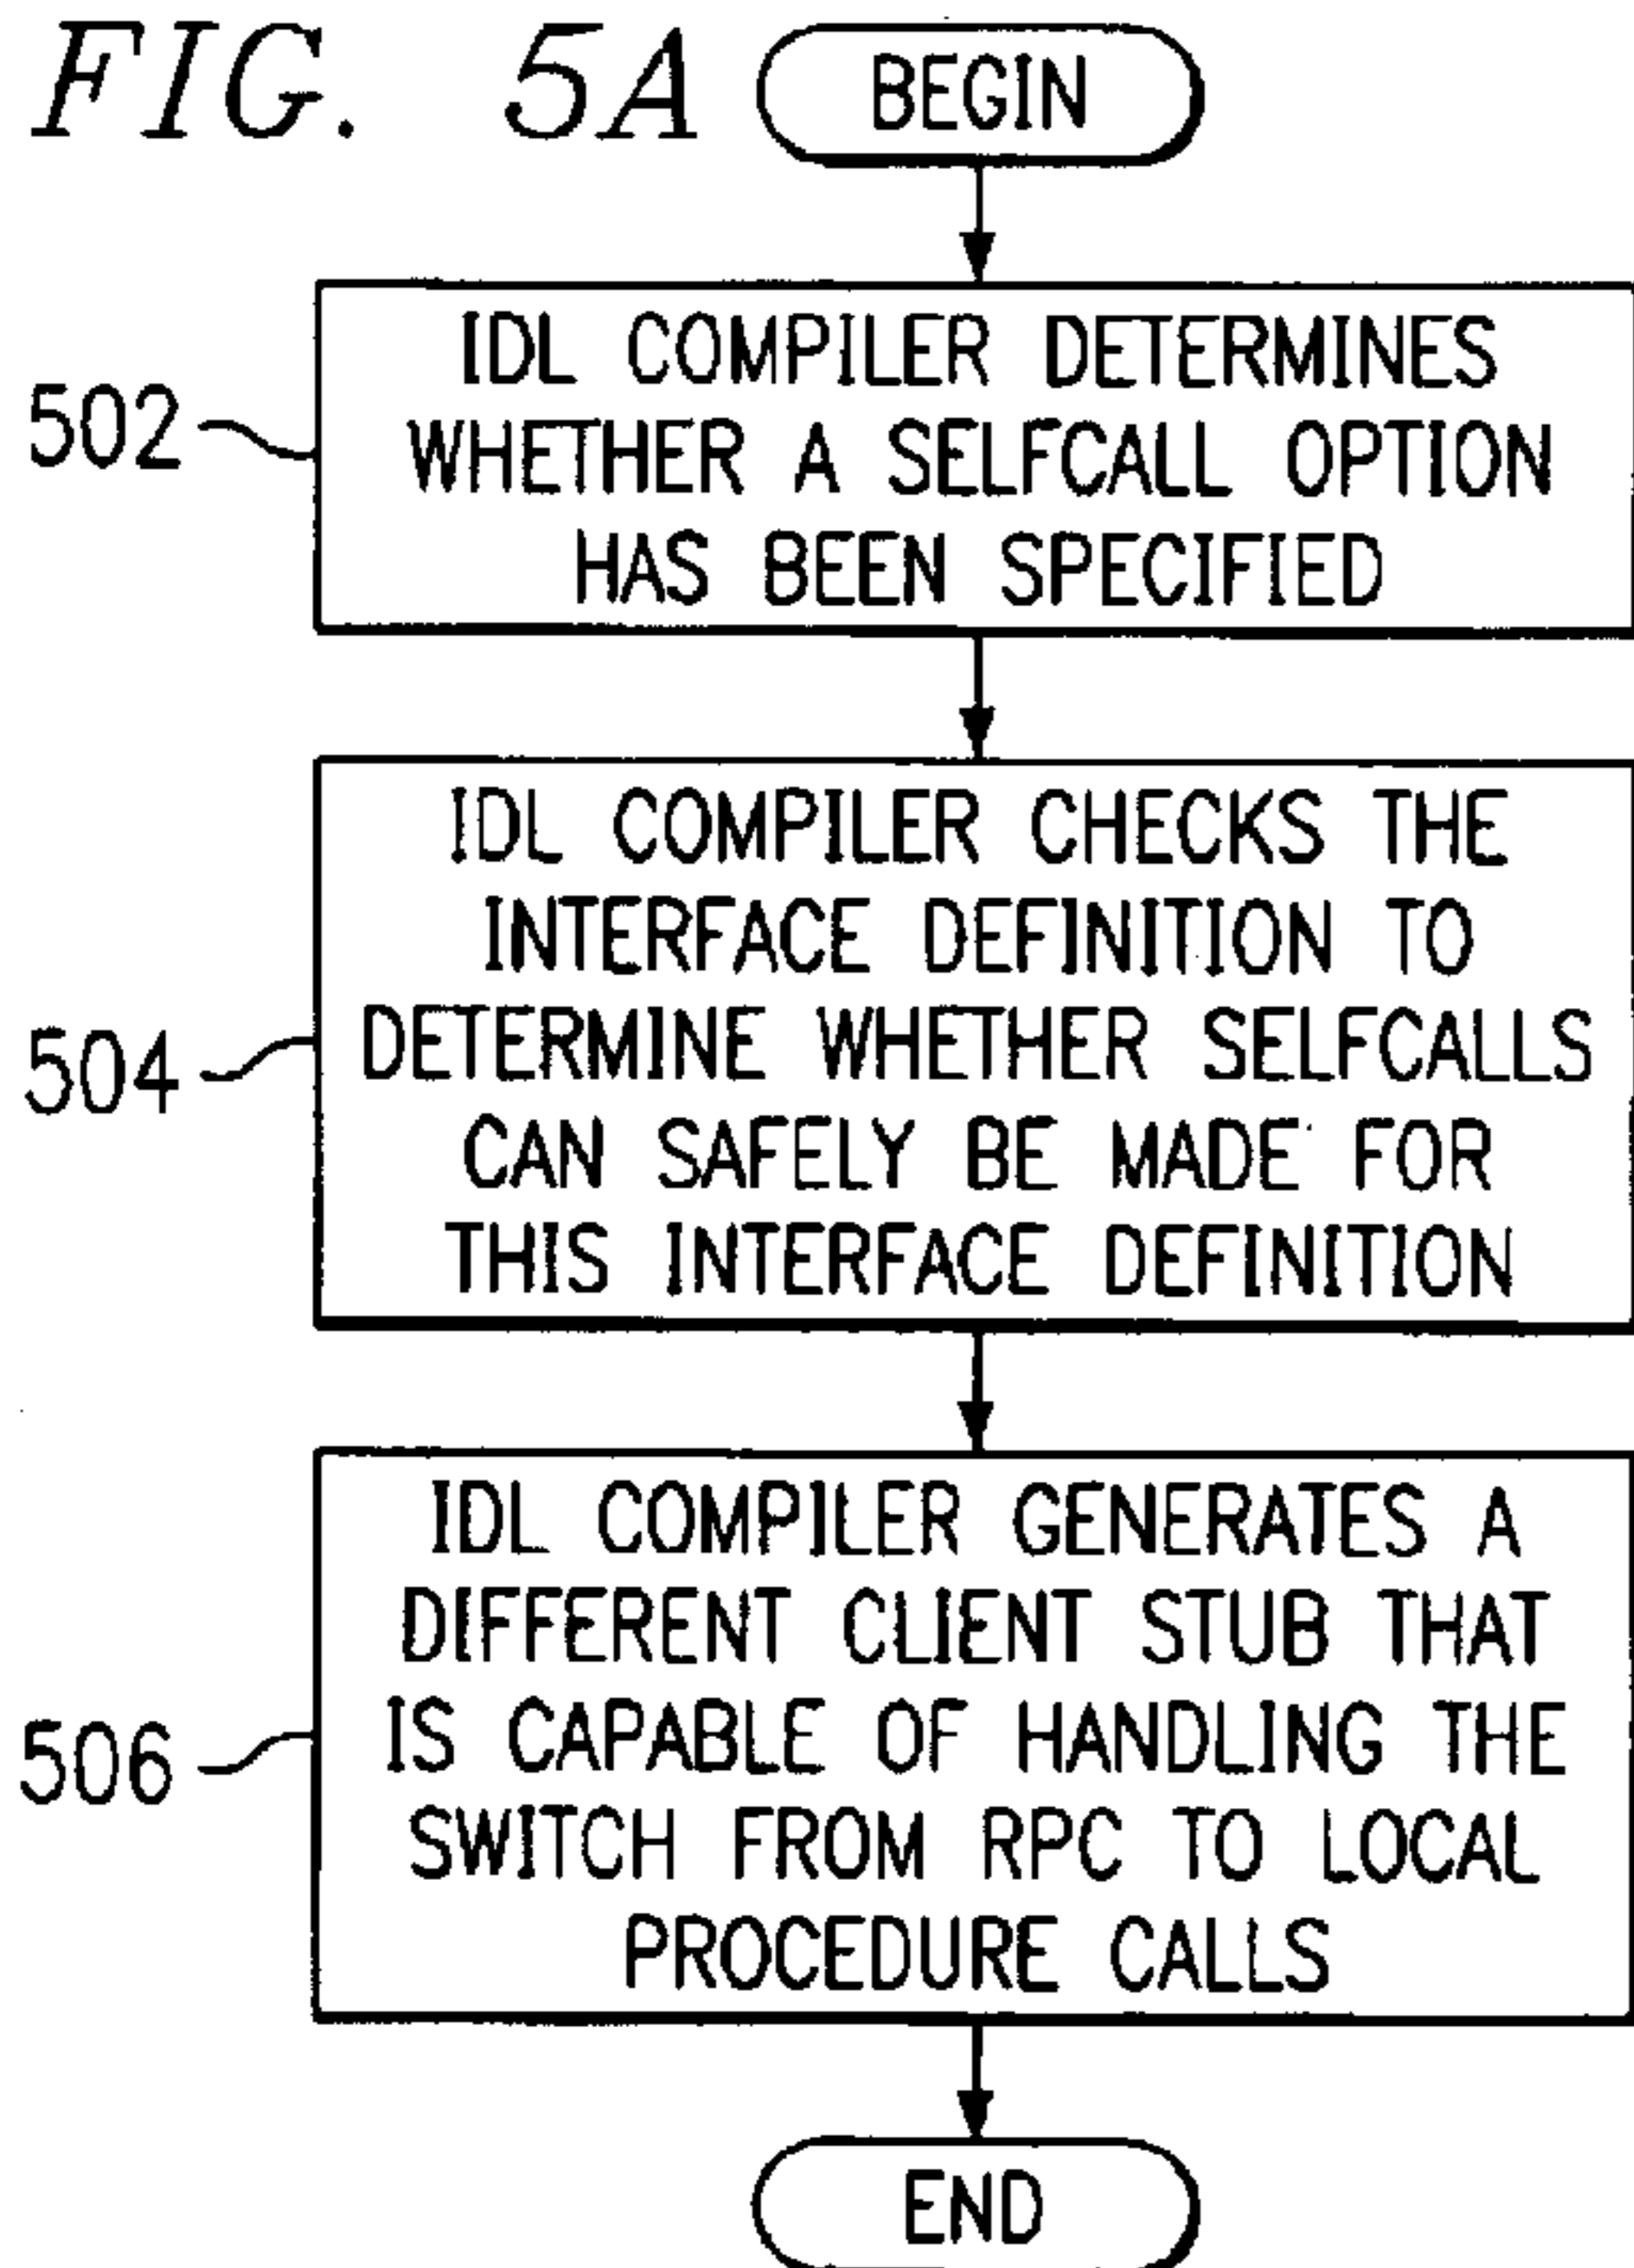 FIG. 5A
BEGIN
502
IDL COMPILER DETERMINES
WHETHER A SELFCALL OPTION
HAS BEEN SPECIFIED
504
IDL COMPILER CHECKS THE
INTERFACE DEFINITION TO
DETERMINE WHETHER SELFCALLS
CAN SAFELY BE MADE FOR
THIS INTERFACE DEFINITION
506
IDL COMPILER GENERATES A
DIFFERENT CLIENT STUB THAT
IS CAPABLE OF HANDLING THE
SWITCH FROM RPC TO LOCAL
PROCEDURE CALLS
END